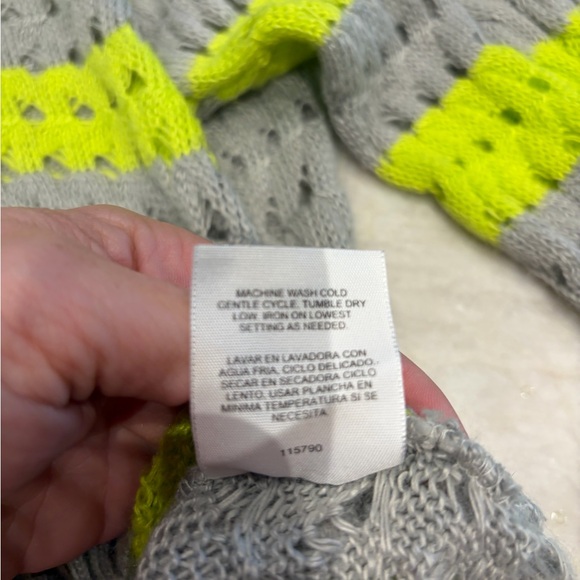 MACHINE WASH COLD
GENTLE CYCLE. TUMBLE DRY
LOW. IRON ON LOWEST
SETTING AS NEEDED.
LAVAR EN LAVADORA CON
AGUA FRIA, CICLO DELICADO.
SECAR EN SECADORA CICLO
LENTO. USAR PLANCHA EN
MINIMA TEMPERATURA SI SE
NECESITA
115790